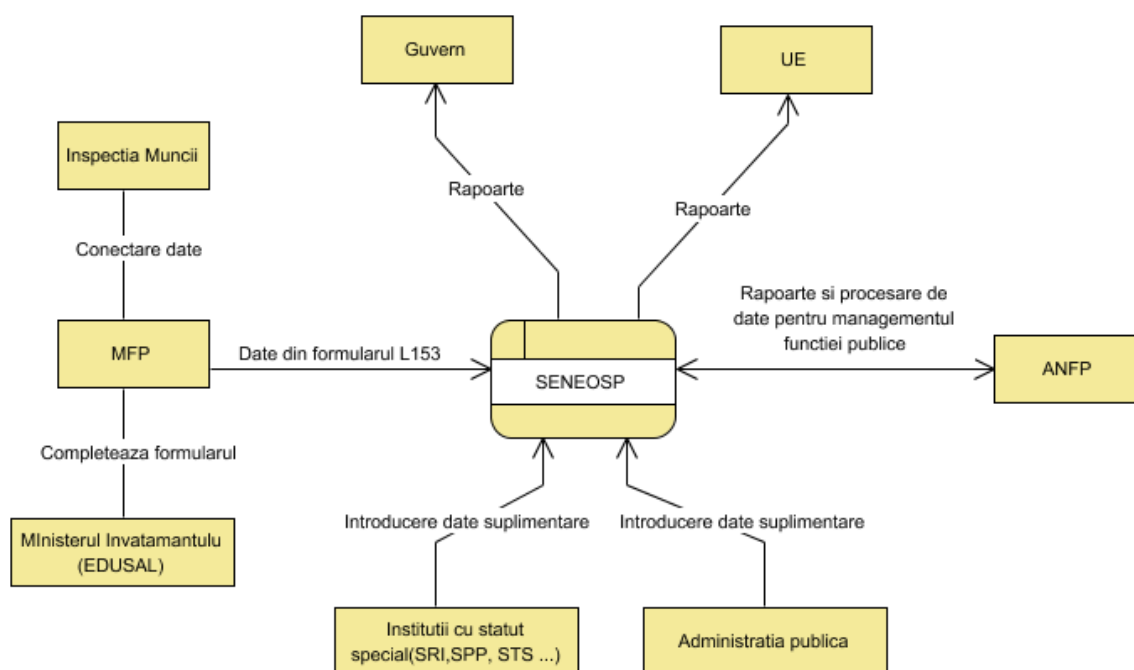 Guvern
UE
Inspectia Muncii
Rapoarte
Rapoarte
Conectare date
Rapoarte si procesare de
date pentru managementul
functiei publice
MFP
Date din formularul L153
SENEOSP
ANFP
Completeaza formularul
MInisterul Invatamantulu
(EDUSAL)
Introducere date suplimentare
Introducere date suplimentare
Institutii cu statut
special(SRI,SPP, STS ...)
Administratia publica